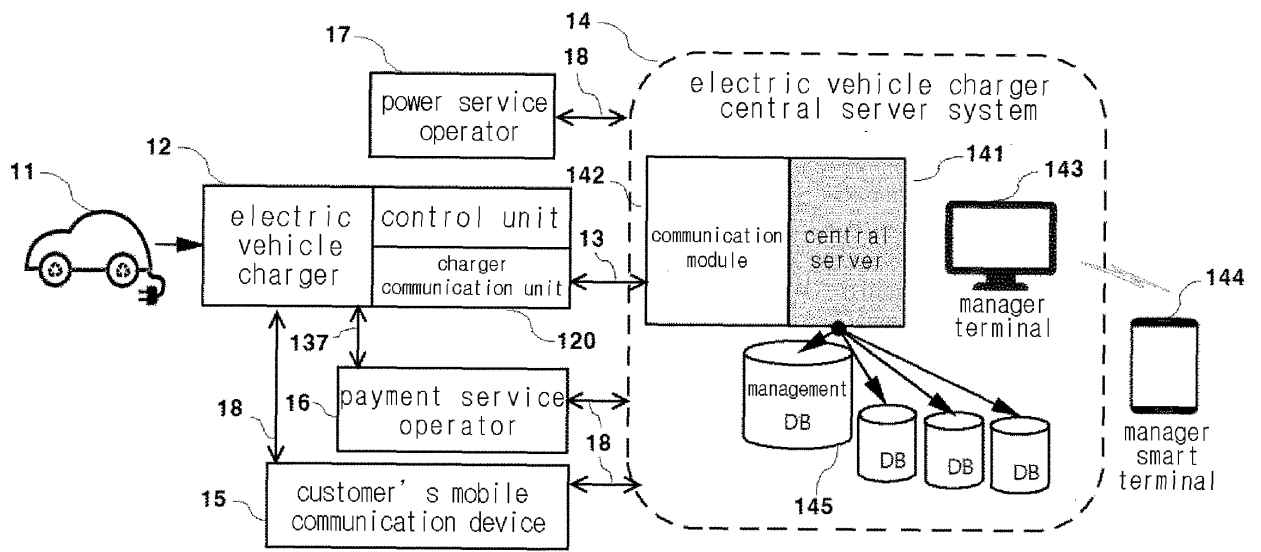 14
17
18
electric vehicle charger
central server system
power service
operator
12
11
142
141
143
electric
vehicle
charger
control unit
charger
communication unit
13
communication
module
central
server
manager
terminal
144
137
120
management
DB
DB
DB
DB
16
payment service
operator
18
18
145
manager
smart
terminal
15
customer's mobile
communication device